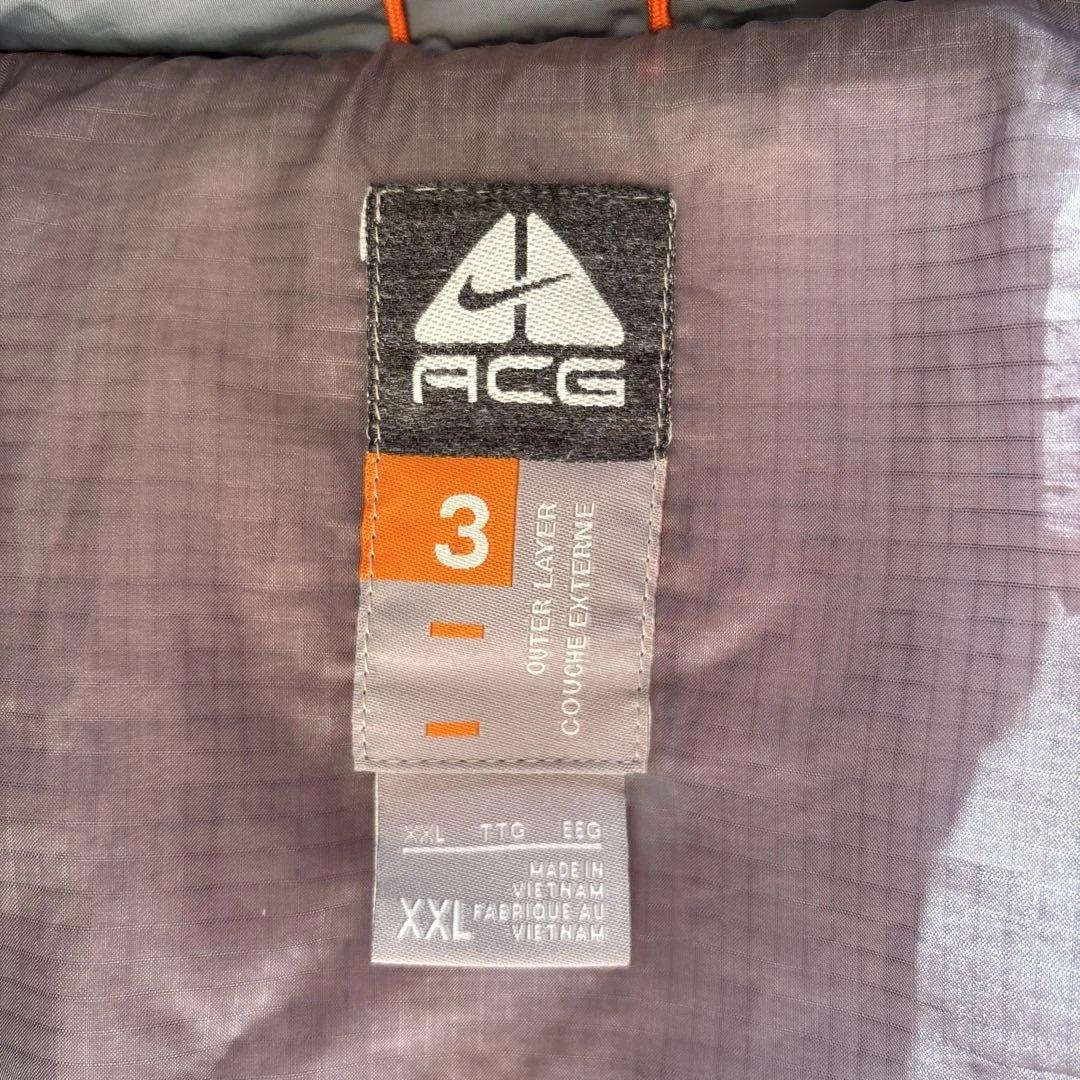 ACG
3
OUTER LAYER
COUCHE EXTERNE
XXL TTG EEG
MADE IN
VIETNAM
XXL FABRIQUE AU
VIETNAM